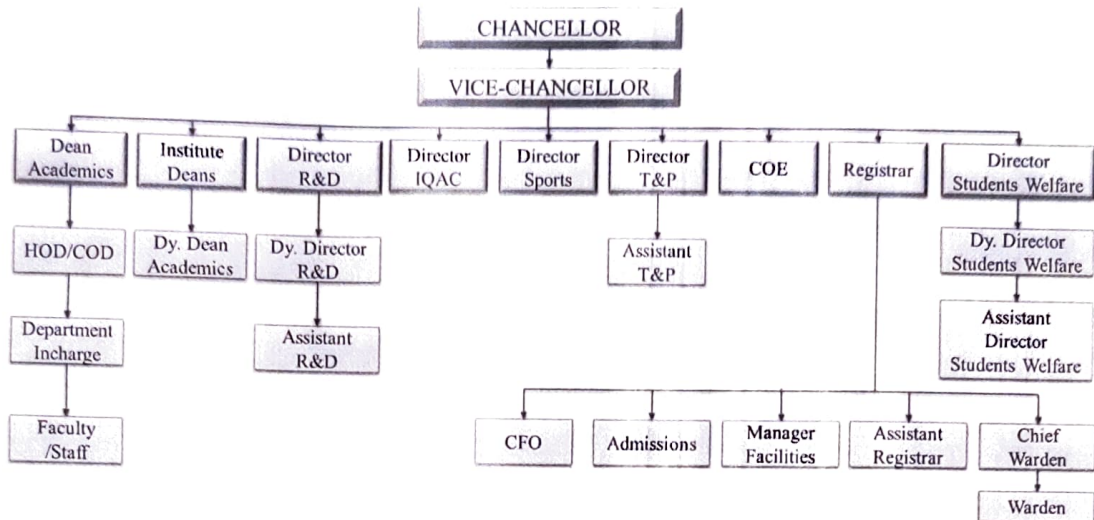 CHANCELLOR
VICE-CHANCELLOR
Dean
Academics
Institute
Deans
Director
R&D
Director
IQAC
Director
Sports
Director
T&P
COE
Registrar
Director
Students Welfare
HOD/COD
Dy. Dean
Academics
Dy. Director
R&D
Assistant
T&P
Dy. Director
Students Welfare
Department
Incharge
Assistant
R&D
Assistant
Director
Students Welfare
Faculty
/Staff
CFO
Admissions
Manager
Facilities
Assistant
Registrar
Chief
Warden
Warden